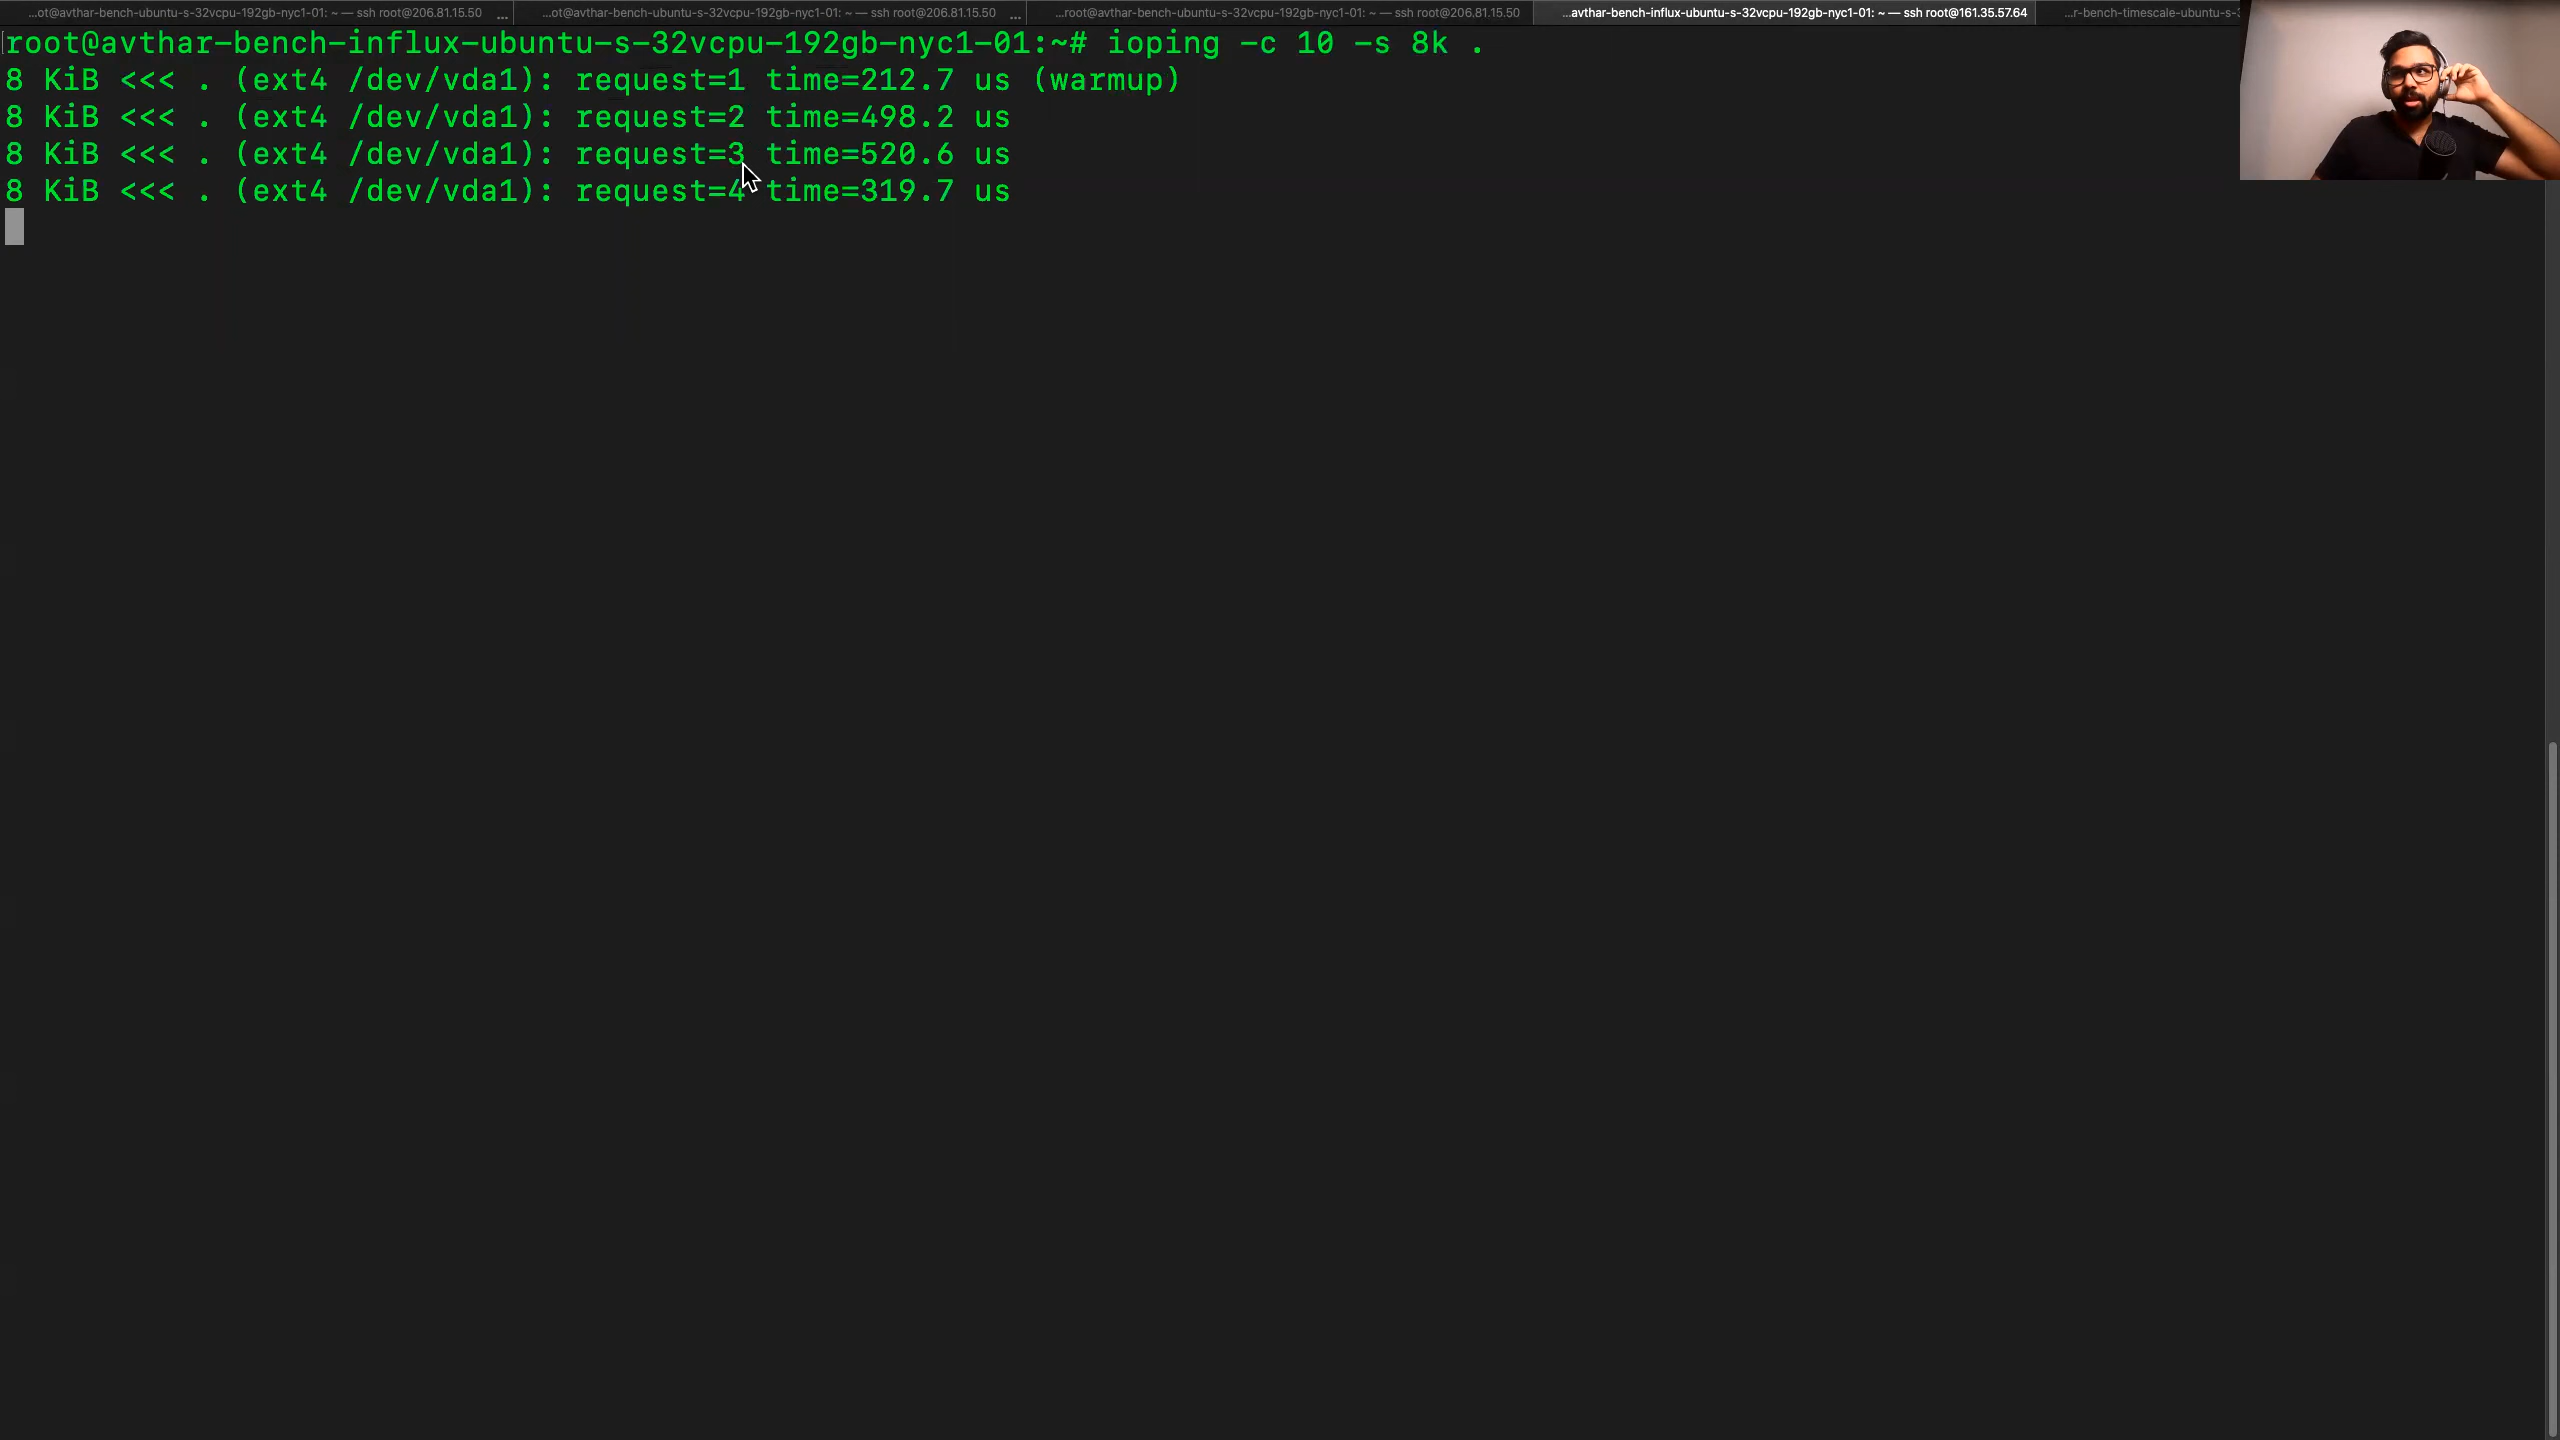 ...ot@avthar-bench-ubuntu-s-32vcpu-192gb-nyc1-01: ~ — ssh root@206.81.15.50 ...
...ot@avthar-bench-ubuntu-s-32vcpu-192gb-nyc1-01: ~ — ssh root@206.81.15.50 ...
...root@avthar-bench-ubuntu-s-32vcpu-192gb-nyc1-01: ~ — ssh root@206.81.15.50
...avthar-bench-influx-ubuntu-s-32vcpu-192gb-nyc1-01: ~ — ssh root@161.35.57.64
...r-bench-timescale-ubuntu-s-3
root@avthar-bench-influx-ubuntu-s-32vcpu-192gb-nyc1-01:~# ioping -c 10 -s 8k .
8 KiB <<< . (ext4 /dev/vda1): request=1 time=212.7 us (warmup)
8 KiB <<< . (ext4 /dev/vda1): request=2 time=498.2 us
8 KiB <<< . (ext4 /dev/vda1): request=3 time=520.6 us
8 KiB <<< . (ext4 /dev/vda1): request=4 time=319.7 us